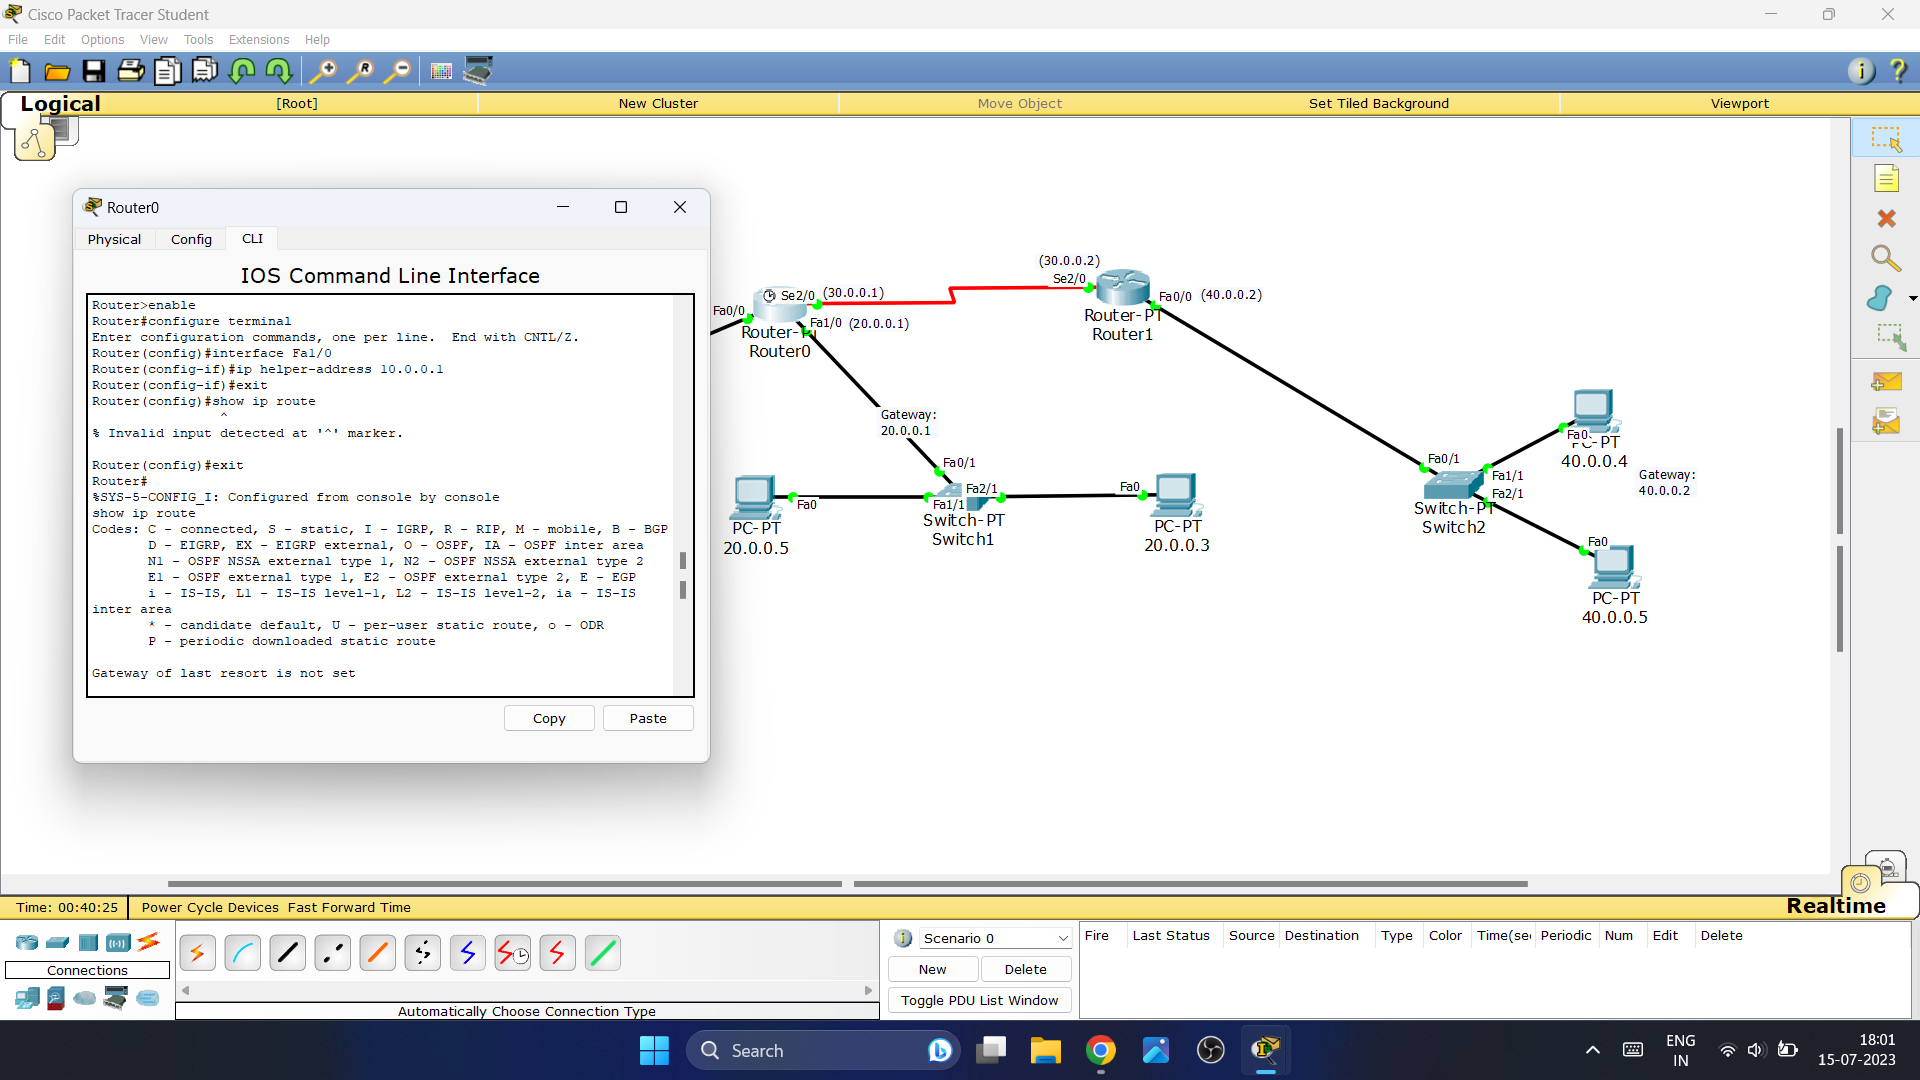 Cisco Packet Tracer Student
File Edit Options View Tools Extensions Help
Logical [Root] New Cluster Move Object Set Tiled Background Viewport
Router0
Physical Config CLI
IOS Command Line Interface
Router>enable
Router#configure terminal
Enter configuration commands, one per line.  End with CNTL/Z.
Router(config)#interface Fa1/0
Router(config-if)#ip helper-address 10.0.0.1
Router(config-if)#exit
Router(config)#show ip route
^
% Invalid input detected at '^' marker.
Router(config)#exit
Router#
%SYS-5-CONFIG_I: Configured from console by console
show ip route
Codes: C - connected, S - static, I - IGRP, R - RIP, M - mobile, B - BGP
D - EIGRP, EX - EIGRP external, O - OSPF, IA - OSPF inter area
N1 - OSPF NSSA external type 1, N2 - OSPF NSSA external type 2
E1 - OSPF external type 1, E2 - OSPF external type 2, E - EGP
i - IS-IS, L1 - IS-IS level-1, L2 - IS-IS level-2, ia - IS-IS
inter area
* - candidate default, U - per-user static route, o - ODR
P - periodic downloaded static route
Gateway of last resort is not set
Copy Paste
(30.0.0.2)
Se2/0
Fa0/0 (40.0.0.2)
Router-PT
Router1
Se2/0 (30.0.0.1)
Fa0/0
Fa1/0 (20.0.0.1)
Router-PT
Router0
Gateway:
20.0.0.1
Fa0/1
Fa0
Fa1/1
Fa2/1
Fa0
PC-PT
20.0.0.5
Switch-PT
Switch1
PC-PT
20.0.0.3
Fa0/1
Fa1/1
Fa2/1
Switch-PT
Switch2
Fa0
PC-PT
40.0.0.4
Gateway:
40.0.0.2
Fa0
PC-PT
40.0.0.5
Time: 00:40:25 Power Cycle Devices Fast Forward Time
Realtime
Connections
Automatically Choose Connection Type
Scenario 0
New Delete
Toggle PDU List Window
Fire Last Status Source Destination Type Color Time(sec Periodic Num Edit Delete
Search
ENG
IN
18:01
15-07-2023